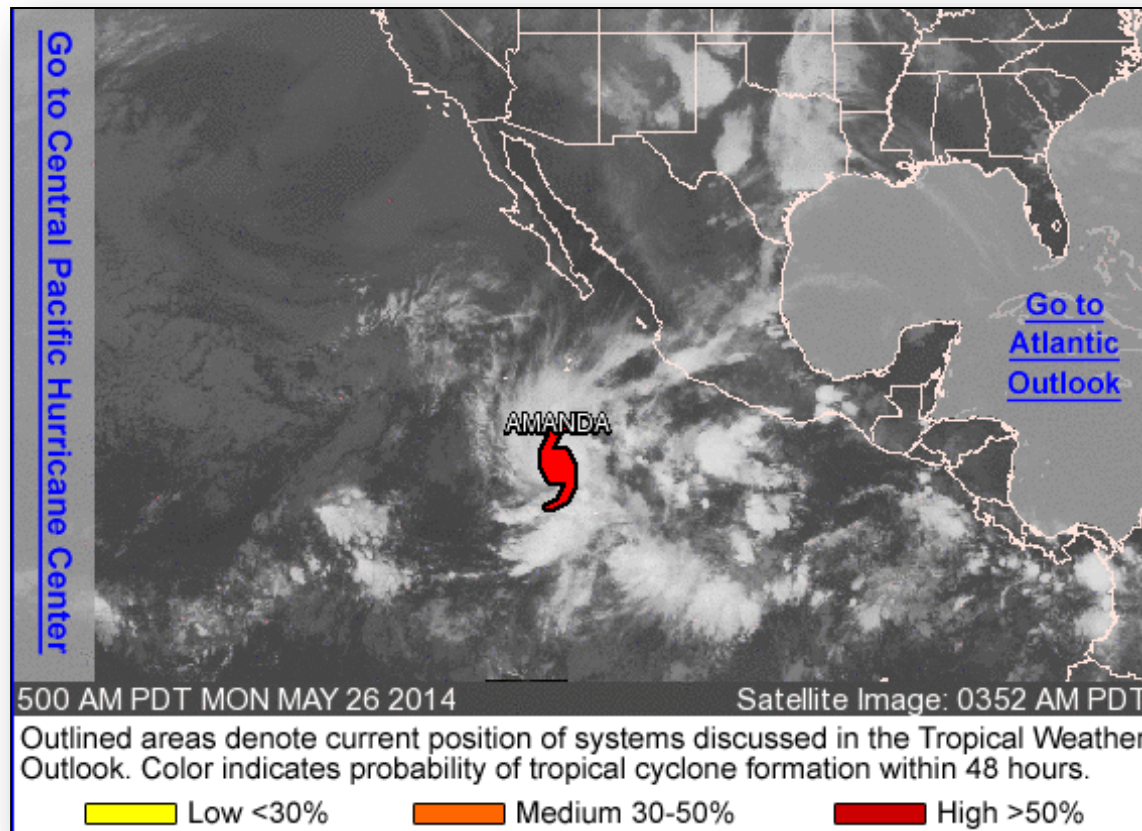 Go to Central Pacific Hurricane Center
Go to
Atlantic
Outlook
AMANDA
500 AM PDT MON MAY 26 2014
Satellite Image: 0352 AM PDT
Outlined areas denote current position of systems discussed in the Tropical Weather
Outlook. Color indicates probability of tropical cyclone formation within 48 hours.
Low <30%
Medium 30-50%
High >50%